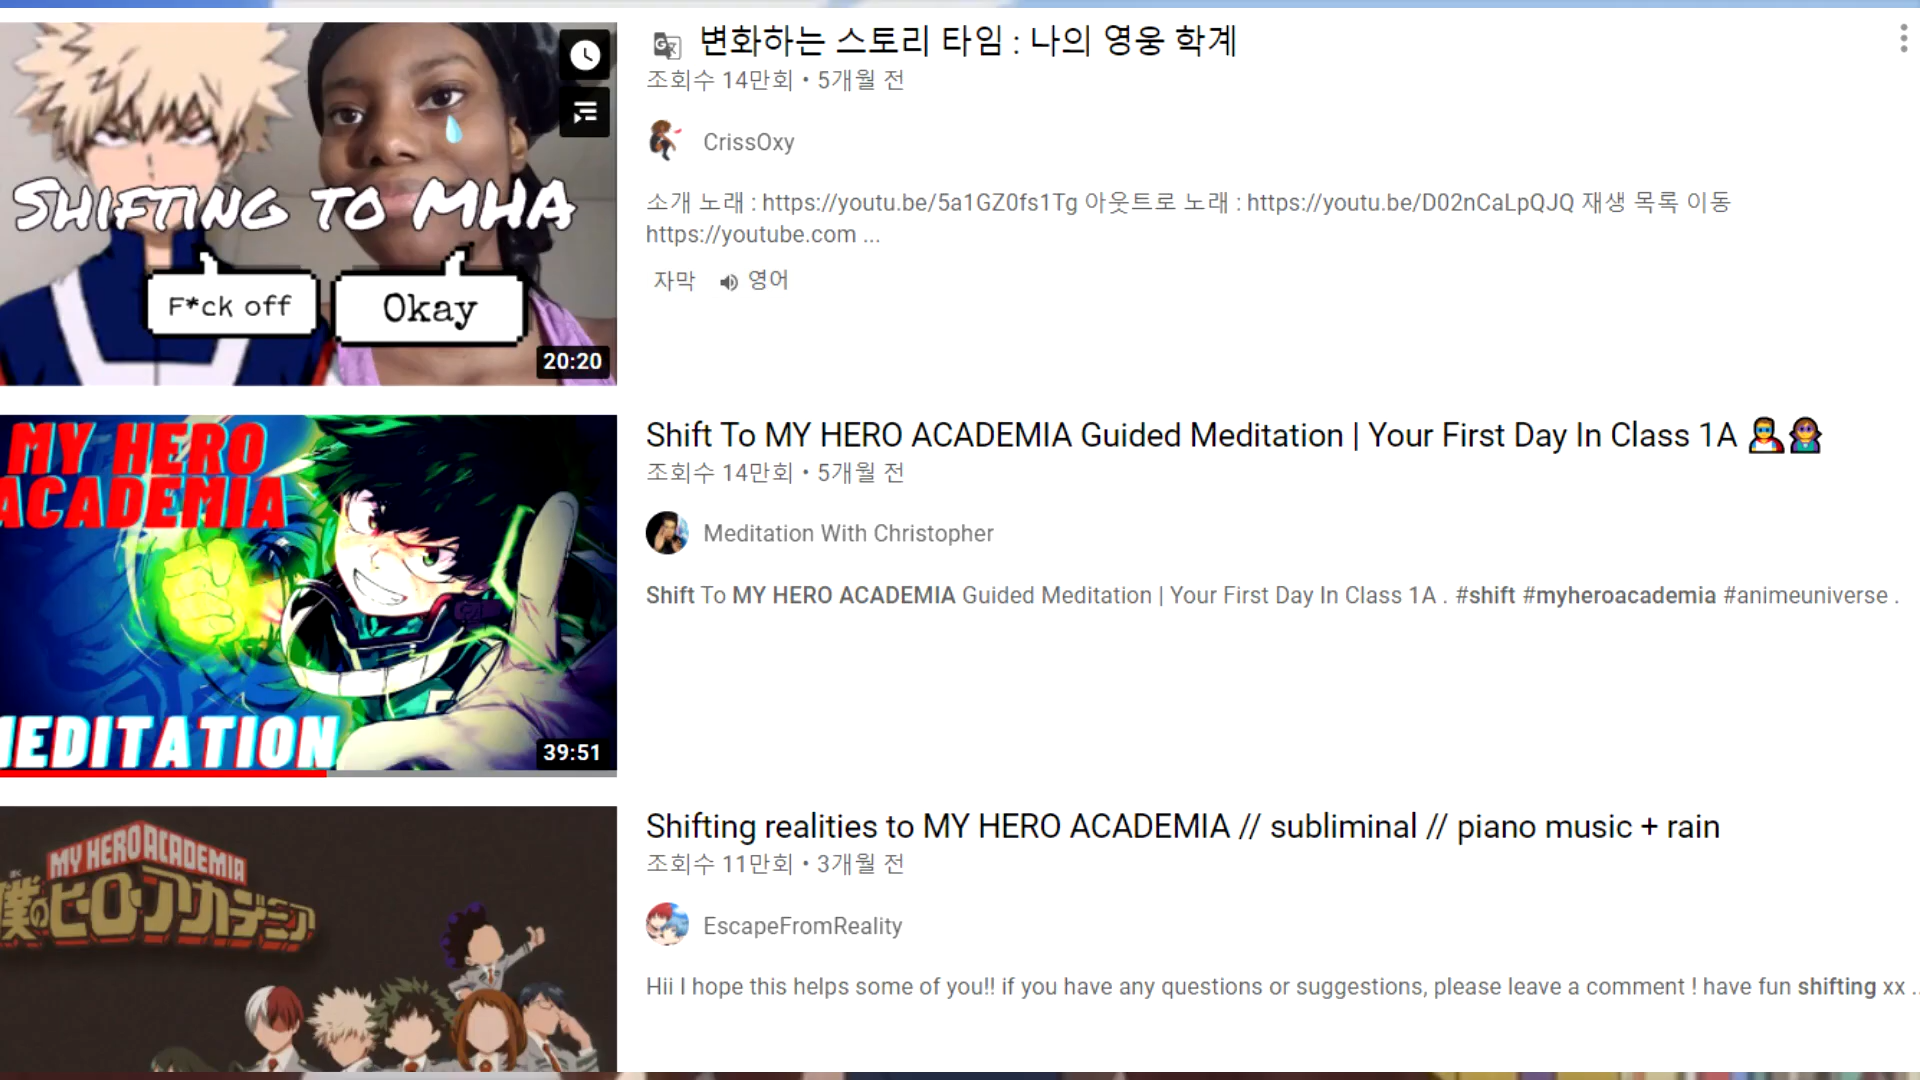 변화하는 스토리 타임 : 나의 영웅 학계
조회수 14만회 • 5개월 전
CrissOxy
소개 노래 : https://youtu.be/5a1GZ0fs1Tg 아웃트로 노래 : https://youtu.be/D02nCaLpQJQ 재생 목록 이동
https://youtube.com ...
자막 영어
SHIFTING TO MHA
F*ck off
Okay
20:20
Shift To MY HERO ACADEMIA Guided Meditation | Your First Day In Class 1A
조회수 14만회 • 5개월 전
Meditation With Christopher
Shift To MY HERO ACADEMIA Guided Meditation | Your First Day In Class 1A . #shift #myheroacademia #animeuniverse .
MY HERO
ACADEMIA
MEDITATION
39:51
Shifting realities to MY HERO ACADEMIA // subliminal // piano music + rain
조회수 11만회 • 3개월 전
EscapeFromReality
Hii I hope this helps some of you!! if you have any questions or suggestions, please leave a comment ! have fun shifting xx ..
MY HERO ACADEMIA
僕のヒーローアカデミア